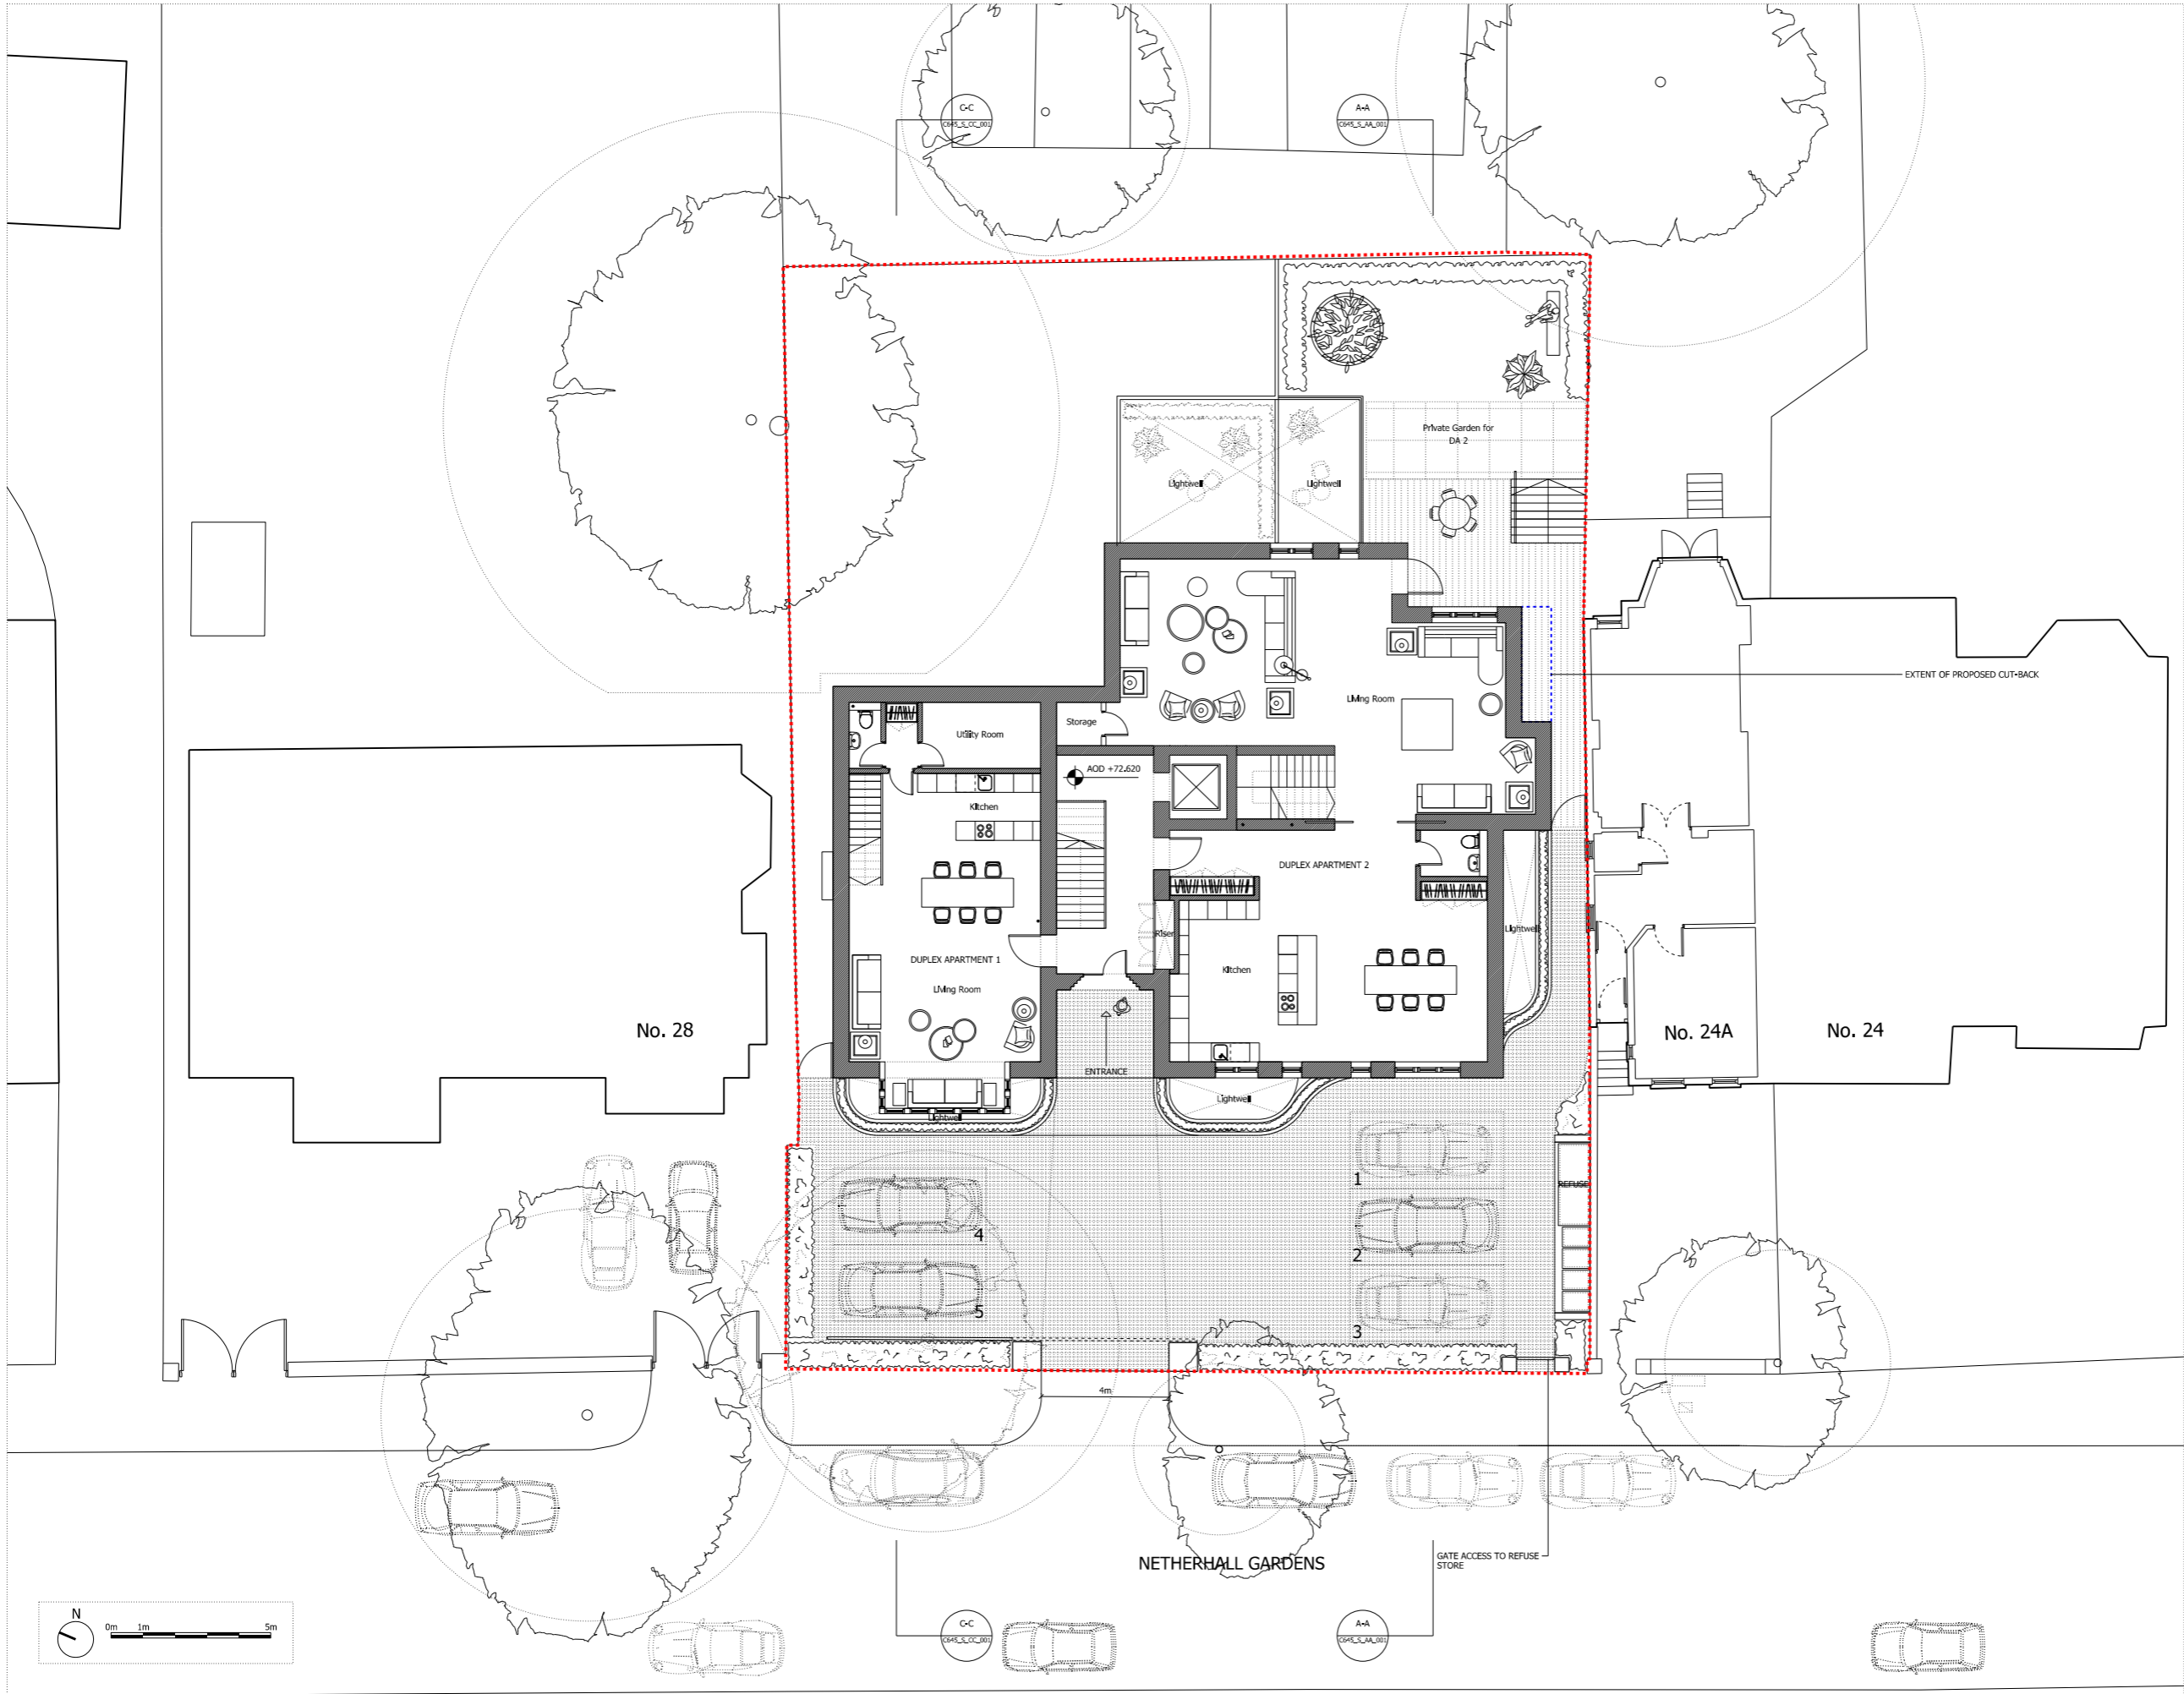 C-C
C645_S_CC_001
A-A
C645_S_AA_001
Private Garden for
DA 2
Lightwell
Lightwell
EXTENT OF PROPOSED CUT-BACK
Living Room
Storage
Utility Room
AOD +72.620
Kitchen
DUPLEX APARTMENT 2
Lightwell
Riser
DUPLEX APARTMENT 1
Kitchen
Living Room
No. 28
No. 24A
No. 24
ENTRANCE
Lightwell
Lightwell
1
REFUSE
4
2
5
3
4m
NETHERHALL GARDENS
GATE ACCESS TO REFUSE
STORE
N
0m
1m
5m
C-C
C645_S_CC_001
A-A
C645_S_AA_001